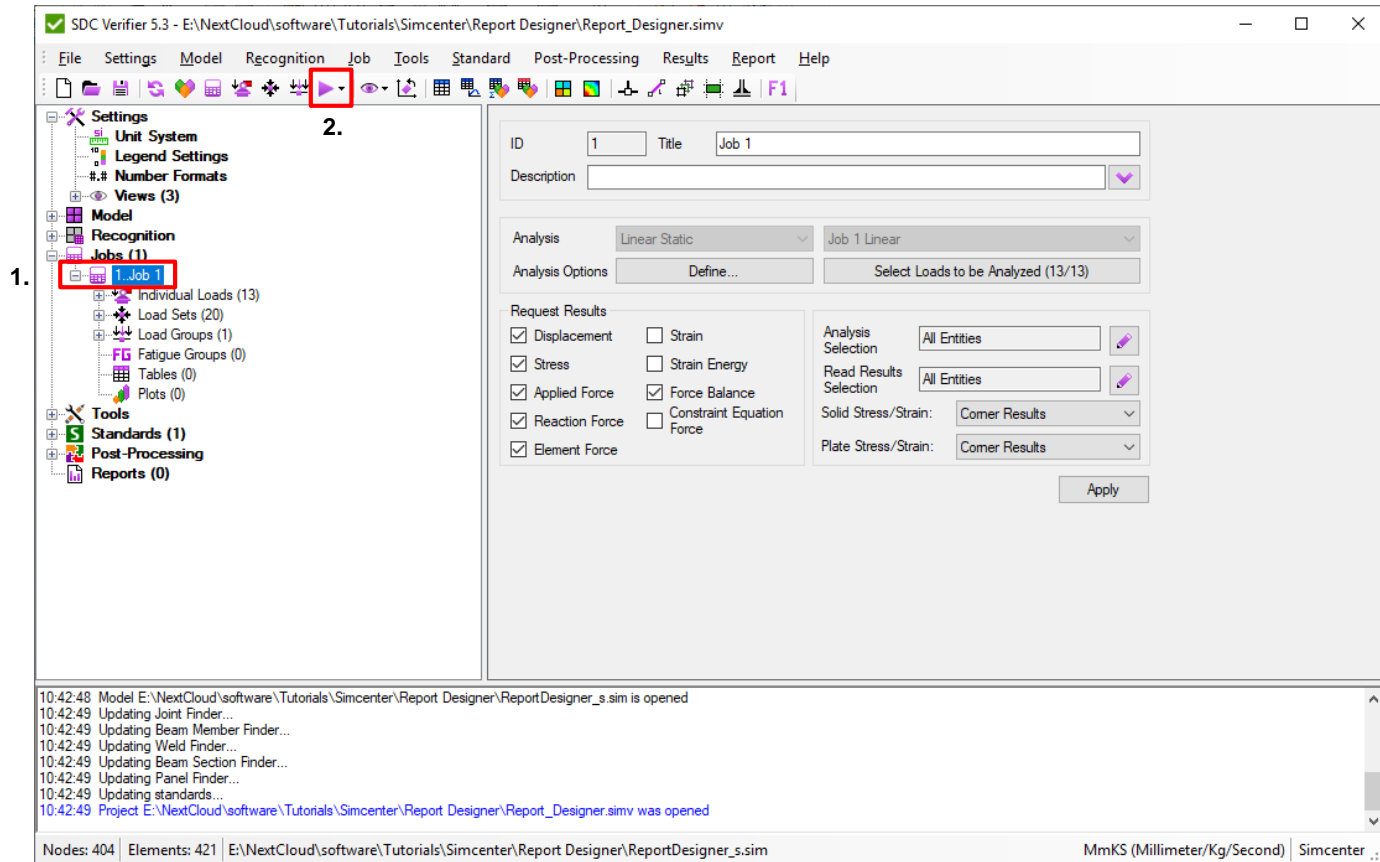 SDC Verifier 5.3 - E:\NextCloud\software\Tutorials\Simcenter\Report Designer\Report_Designer.simv
File Settings Model Recognition Job Tools Standard Post-Processing Results Report Help
F1
2.
Settings
Unit System
Legend Settings
#.# Number Formats
Views (3)
Model
Recognition
Jobs (1)
1.
1..Job 1
Individual Loads (13)
Load Sets (20)
Load Groups (1)
FG Fatigue Groups (0)
Tables (0)
Plots (0)
Tools
S Standards (1)
Post-Processing
Reports (0)
ID 1 Title Job 1
Description
Analysis Linear Static Job 1 Linear
Analysis Options Define... Select Loads to be Analyzed (13/13)
Request Results
Displacement Strain
Stress Strain Energy
Applied Force Force Balance
Reaction Force Constraint Equation Force
Element Force
Analysis Selection All Entities
Read Results Selection All Entities
Solid Stress/Strain: Corner Results
Plate Stress/Strain: Corner Results
Apply
10:42:48 Model E:\NextCloud\software\Tutorials\Simcenter\Report Designer\ReportDesigner_s.sim is opened
10:42:49 Updating Joint Finder...
10:42:49 Updating Beam Member Finder...
10:42:49 Updating Weld Finder...
10:42:49 Updating Beam Section Finder...
10:42:49 Updating Panel Finder...
10:42:49 Updating standards...
10:42:49 Project E:\NextCloud\software\Tutorials\Simcenter\Report Designer\Report_Designer.simv was opened
Nodes: 404 Elements: 421 E:\NextCloud\software\Tutorials\Simcenter\Report Designer\ReportDesigner_s.sim MmKS (Millimeter/Kg/Second) Simcenter